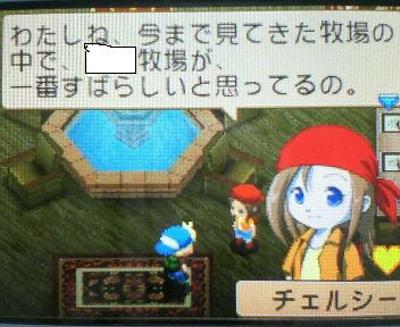 わたしね、今まで見てきた牧場の
中で、牧場が、
一番すばらしいと思ってるの。
チェルシー